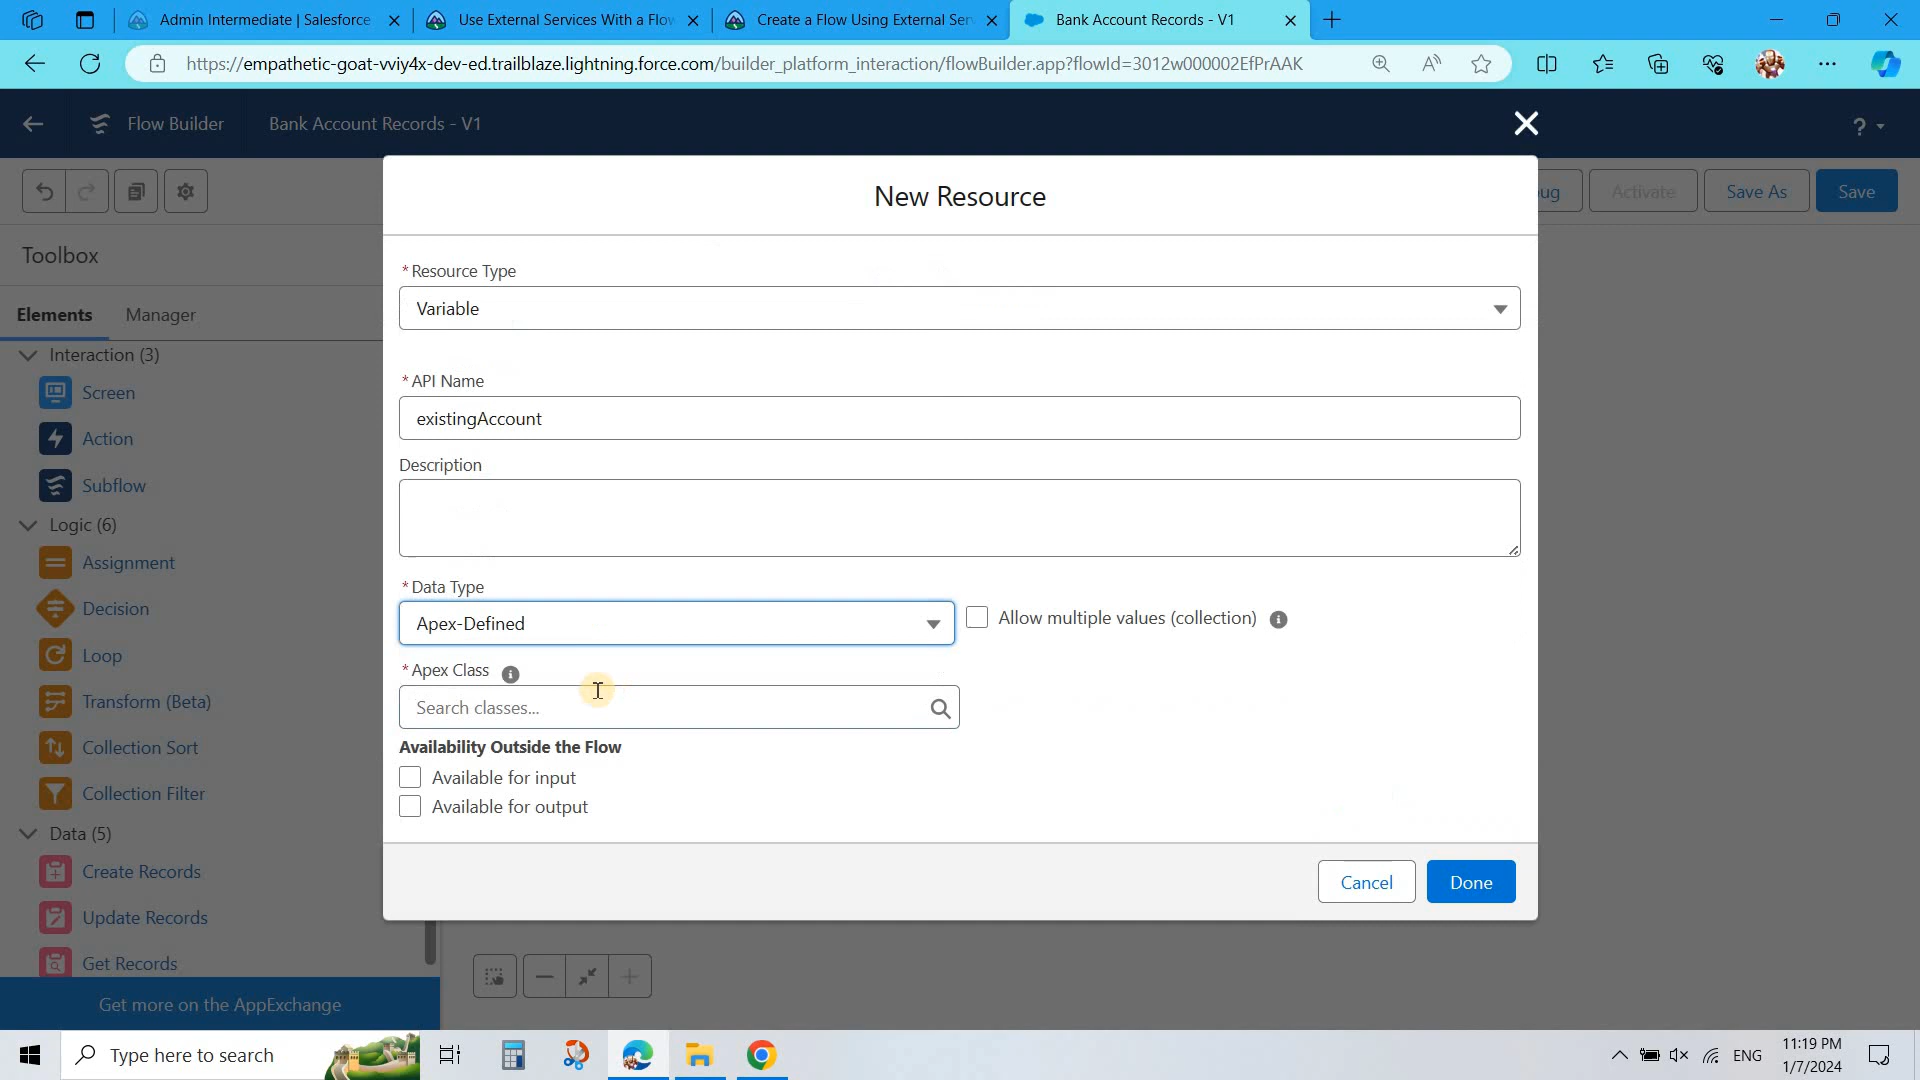 Admin Intermediate | Salesforce
Use External Services With a Flow
Create a Flow Using External Ser
Bank Account Records - V1
https://empathetic-goat-vviy4x-dev-ed.trailblaze.lightning.force.com/builder_platform_interaction/flowBuilder.app?flowId=3012w000002EfPrAAK
Flow Builder
Bank Account Records - V1
?
New Resource
ug
Activate
Save As
Save
Toolbox
Elements
Manager
Interaction (3)
Screen
Action
Subflow
Logic (6)
Assignment
Decision
Loop
Transform (Beta)
Collection Sort
Collection Filter
Data (5)
Create Records
Update Records
Get Records
Get more on the AppExchange
* Resource Type
Variable
* API Name
existingAccount
Description
* Data Type
Apex-Defined
Allow multiple values (collection)
* Apex Class
Search classes...
Availability Outside the Flow
Available for input
Available for output
Cancel
Done
Type here to search
ENG
11:19 PM
1/7/2024